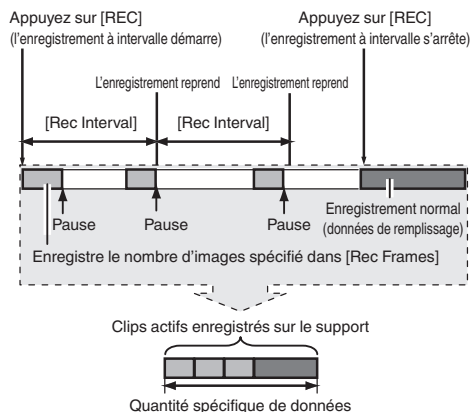 Appuyez sur [REC]
(l'enregistrement à intervalle démarre)
Appuyez sur [REC]
(l'enregistrement à intervalle s'arrête)
L'enregistrement reprend
L'enregistrement reprend
[Rec Interval]
[Rec Interval]
Pause
Pause
Pause
Enregistrement normal
(données de remplissage)
Enregistre le nombre d'images spécifié dans [Rec Frames]
Clips actifs enregistrés sur le support
Quantité spécifique de données